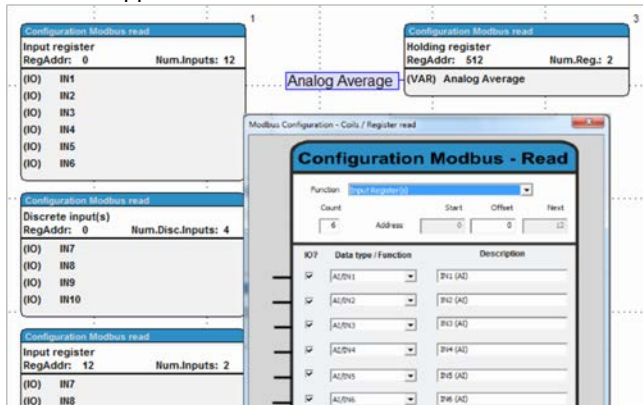 1
3
Configuration Modbus read
Input register
RegAddr: 0 Num.Inputs: 12
(IO) IN1
(IO) IN2
(IO) IN3
(IO) IN4
(IO) IN5
(IO) IN6
Configuration Modbus read
Holding register
RegAddr: 512 Num.Reg.: 2
Analog Average
(VAR) Analog Average
Configuration Modbus read
Discrete input(s)
RegAddr: 0 Num.Disc.Inputs: 4
(IO) IN7
(IO) IN8
(IO) IN9
(IO) IN10
Configuration Modbus read
Input register
RegAddr: 12 Num.Inputs: 2
(IO) IN7
(IO) IN8
Modbus Configuration - Coils / Register read
Configuration Modbus - Read
Function Input Register(s)
Count Start Offset Next
6 Address 0 0 12
IO? Data type / Function Description
AI/IN1 IN1 (AI)
AI/IN2 IN2 (AI)
AI/IN3 IN3 (AI)
AI/IN4 IN4 (AI)
AI/IN5 IN5 (AI)
AI/IN6 IN6 (AI)